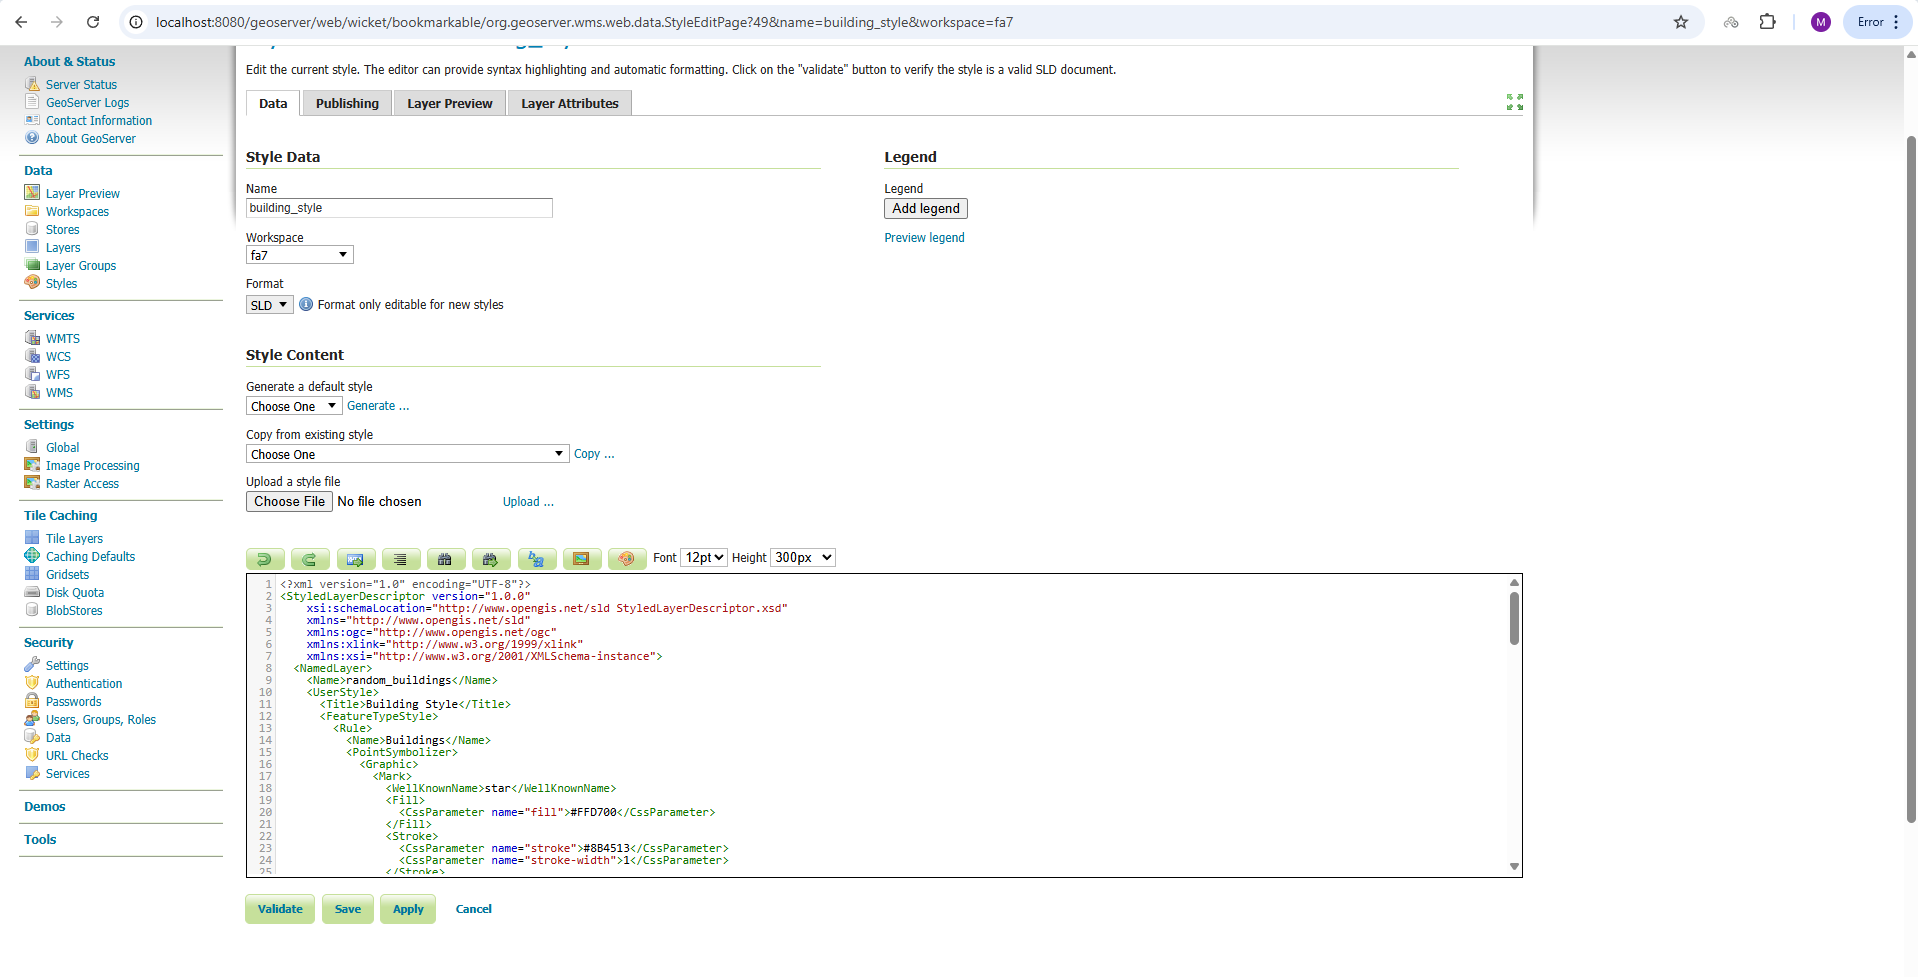 localhost:8080/geoserver/web/wicket/bookmarkable/org.geoserver.wms.web.data.StyleEditPage?49&name=building_style&workspace=fa7
M
Error
About & Status
Server Status
GeoServer Logs
Contact Information
About GeoServer
Data
Layer Preview
Workspaces
Stores
Layers
Layer Groups
Styles
Services
WMTS
WCS
WFS
WMS
Settings
Global
Image Processing
Raster Access
Tile Caching
Tile Layers
Caching Defaults
Gridsets
Disk Quota
BlobStores
Security
Settings
Authentication
Passwords
Users, Groups, Roles
Data
URL Checks
Services
Demos
Tools
Edit the current style. The editor can provide syntax highlighting and automatic formatting. Click on the "validate" button to verify the style is a valid SLD document.
Data Publishing Layer Preview Layer Attributes
Style Data
Name
building_style
Workspace
fa7
Format
SLD Format only editable for new styles
Legend
Legend
Add legend
Preview legend
Style Content
Generate a default style
Choose One Generate ...
Copy from existing style
Choose One Copy ...
Upload a style file
Choose File No file chosen Upload ...
Font 12pt Height 300px
1 <?xml version="1.0" encoding="UTF-8"?>
2 <StyledLayerDescriptor version="1.0.0"
3 xsi:schemaLocation="http://www.opengis.net/sld StyledLayerDescriptor.xsd"
4 xmlns="http://www.opengis.net/sld"
5 xmlns:ogc="http://www.opengis.net/ogc"
6 xmlns:xlink="http://www.w3.org/1999/xlink"
7 xmlns:xsi="http://www.w3.org/2001/XMLSchema-instance">
8 <NamedLayer>
9 <Name>random_buildings</Name>
10 <UserStyle>
11 <Title>Building Style</Title>
12 <FeatureTypeStyle>
13 <Rule>
14 <Name>Buildings</Name>
15 <PointSymbolizer>
16 <Graphic>
17 <Mark>
18 <WellKnownName>star</WellKnownName>
19 <Fill>
20 <CssParameter name="fill">#FFD700</CssParameter>
21 </Fill>
22 <Stroke>
23 <CssParameter name="stroke">#8B4513</CssParameter>
24 <CssParameter name="stroke-width">1</CssParameter>
25 </Stroke>
Validate Save Apply Cancel